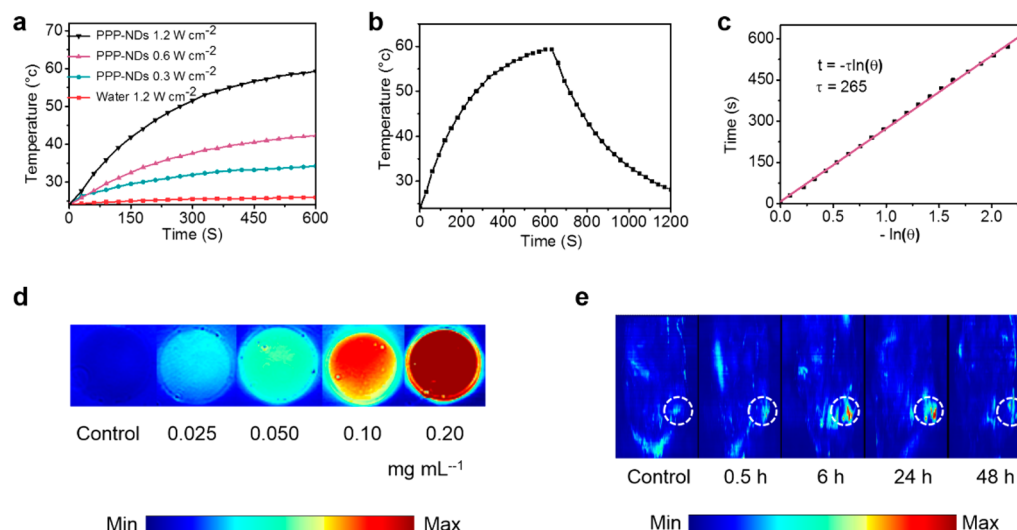 a
70
60
50
40
30
Temperature (°c)
PPP-NDs 1.2 W cm⁻²
PPP-NDs 0.6 W cm⁻²
PPP-NDs 0.3 W cm⁻²
Water 1.2 W cm⁻²
0 150 300 450 600
Time (S)
b
60
50
40
30
Temperature (°c)
0 200 400 600 800 1000 1200
Time (S)
c
600
450
300
150
0
Time (s)
t = -τln(θ)
τ = 265
0.0 0.5 1.0 1.5 2.0
- ln(θ)
d
Control 0.025 0.050 0.10 0.20
mg mL--1
Min Max
e
Control 0.5 h 6 h 24 h 48 h
Min Max